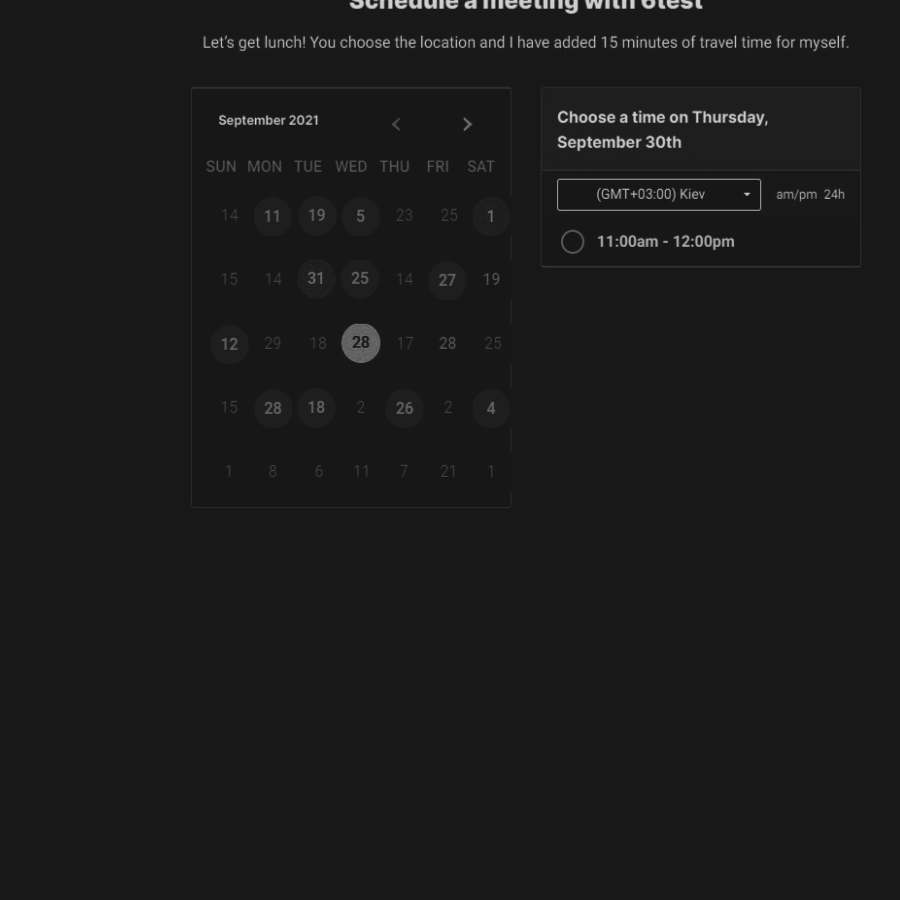 Schedule a meeting with 6test
Let's get lunch! You choose the location and I have added 15 minutes of travel time for myself.
September 2021
SUN MON TUE WED THU FRI SAT
14 11 19 5 23 25 1
15 14 31 25 14 27 19
12 29 18 28 17 28 25
15 28 18 2 26 2 4
1 8 6 11 7 21 1
Choose a time on Thursday,
September 30th
(GMT+03:00) Kiev am/pm 24h
11:00am - 12:00pm